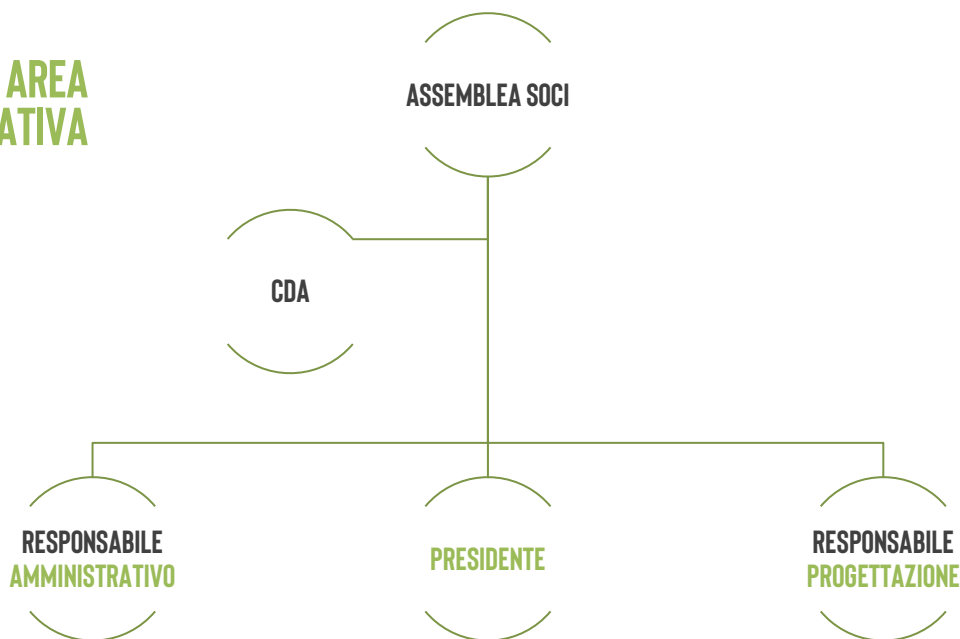 AREA
ATIVA
ASSEMBLEA SOCI
CDA
RESPONSABILE
AMMINISTRATIVO
PRESIDENTE
RESPONSABILE
PROGETTAZIONE